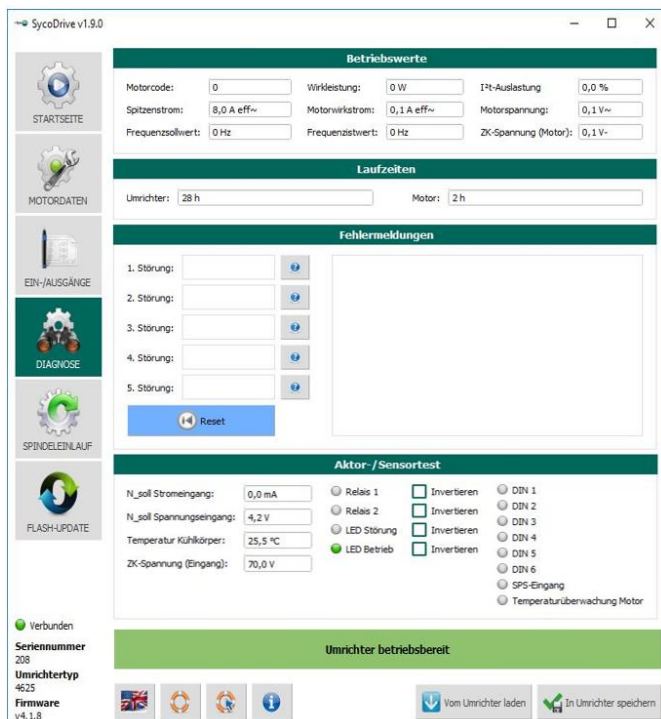 SycoDrive v1.9.0
STARTSEITE
MOTORDATEN
EIN-/AUSGÄNGE
DIAGNOSE
SPINDELEINLAUF
FLASH-UPDATE
Verbunden
Seriennummer
208
Umrichtertyp
4625
Firmware
v4.1.8
Betriebswerte
Motorcode: 0 Wirkleistung: 0 W I²t-Auslastung 0,0 %
Spitzenstrom: 8,0 A eff~ Motorwirkstrom: 0,1 A eff~ Motorspannung: 0,1 V~
Frequenzsollwert: 0 Hz Frequenzistwert: 0 Hz ZK-Spannung (Motor): 0,1 V-
Laufzeiten
Umrichter: 28 h Motor: 2 h
Fehlermeldungen
1. Störung:
2. Störung:
3. Störung:
4. Störung:
5. Störung:
Reset
Aktor-/Sensortest
N_soll Stromeingang: 0,0 mA
N_soll Spannungseingang: 4,2 V
Temperatur Kühlkörper: 25,5 °C
ZK-Spannung (Eingang): 70,0 V
Relais 1 Invertieren
Relais 2 Invertieren
LED Störung Invertieren
LED Betrieb Invertieren
DIN 1
DIN 2
DIN 3
DIN 4
DIN 5
DIN 6
SPS-Eingang
Temperaturüberwachung Motor
Umrichter betriebsbereit
Vom Umrichter laden In Umrichter speichern